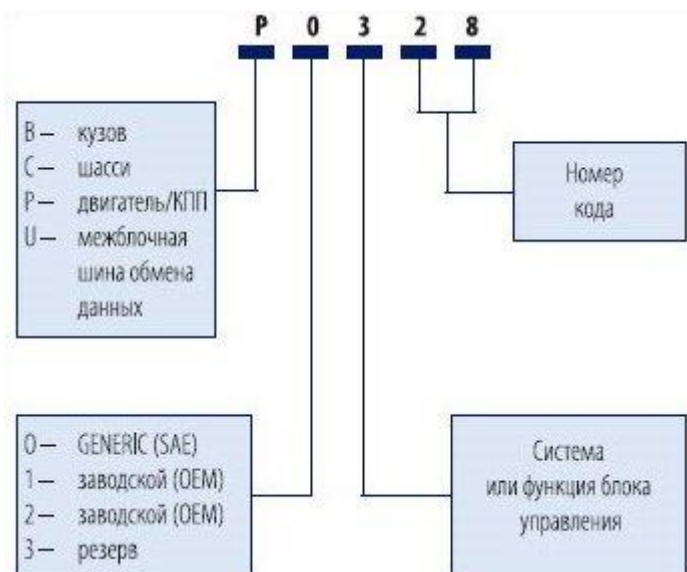 P 0 3 2 8
B — кузов
C — шасси
P — двигатель/КПП
U — межблочная
шина обмена
данных
Номер
кода
0 — GENERIC (SAE)
1 — заводской (OEM)
2 — заводской (OEM)
3 — резерв
Система
или функция блока
управления